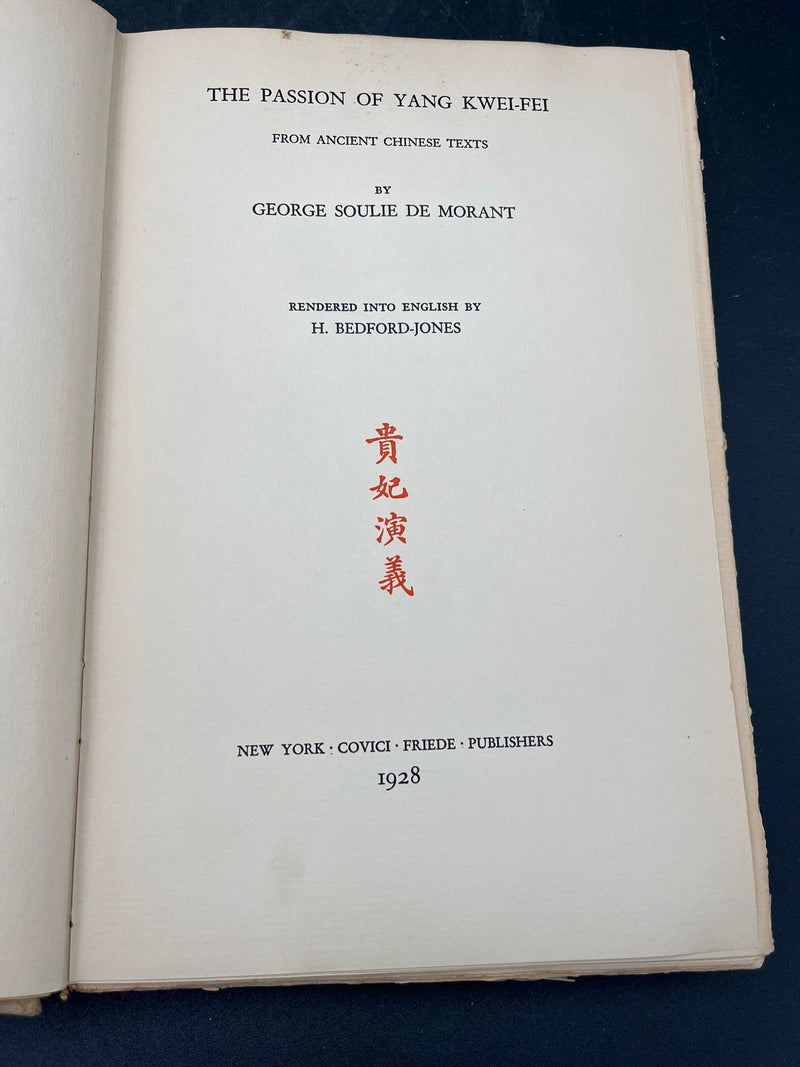 THE PASSION OF YANG KWEI-FEI
FROM ANCIENT CHINESE TEXTS
BY
GEORGE SOULIE DE MORANT
RENDERED INTO ENGLISH BY
H. BEDFORD-JONES
貴妃演義
NEW YORK · COVICI · FRIEDE · PUBLISHERS
1928